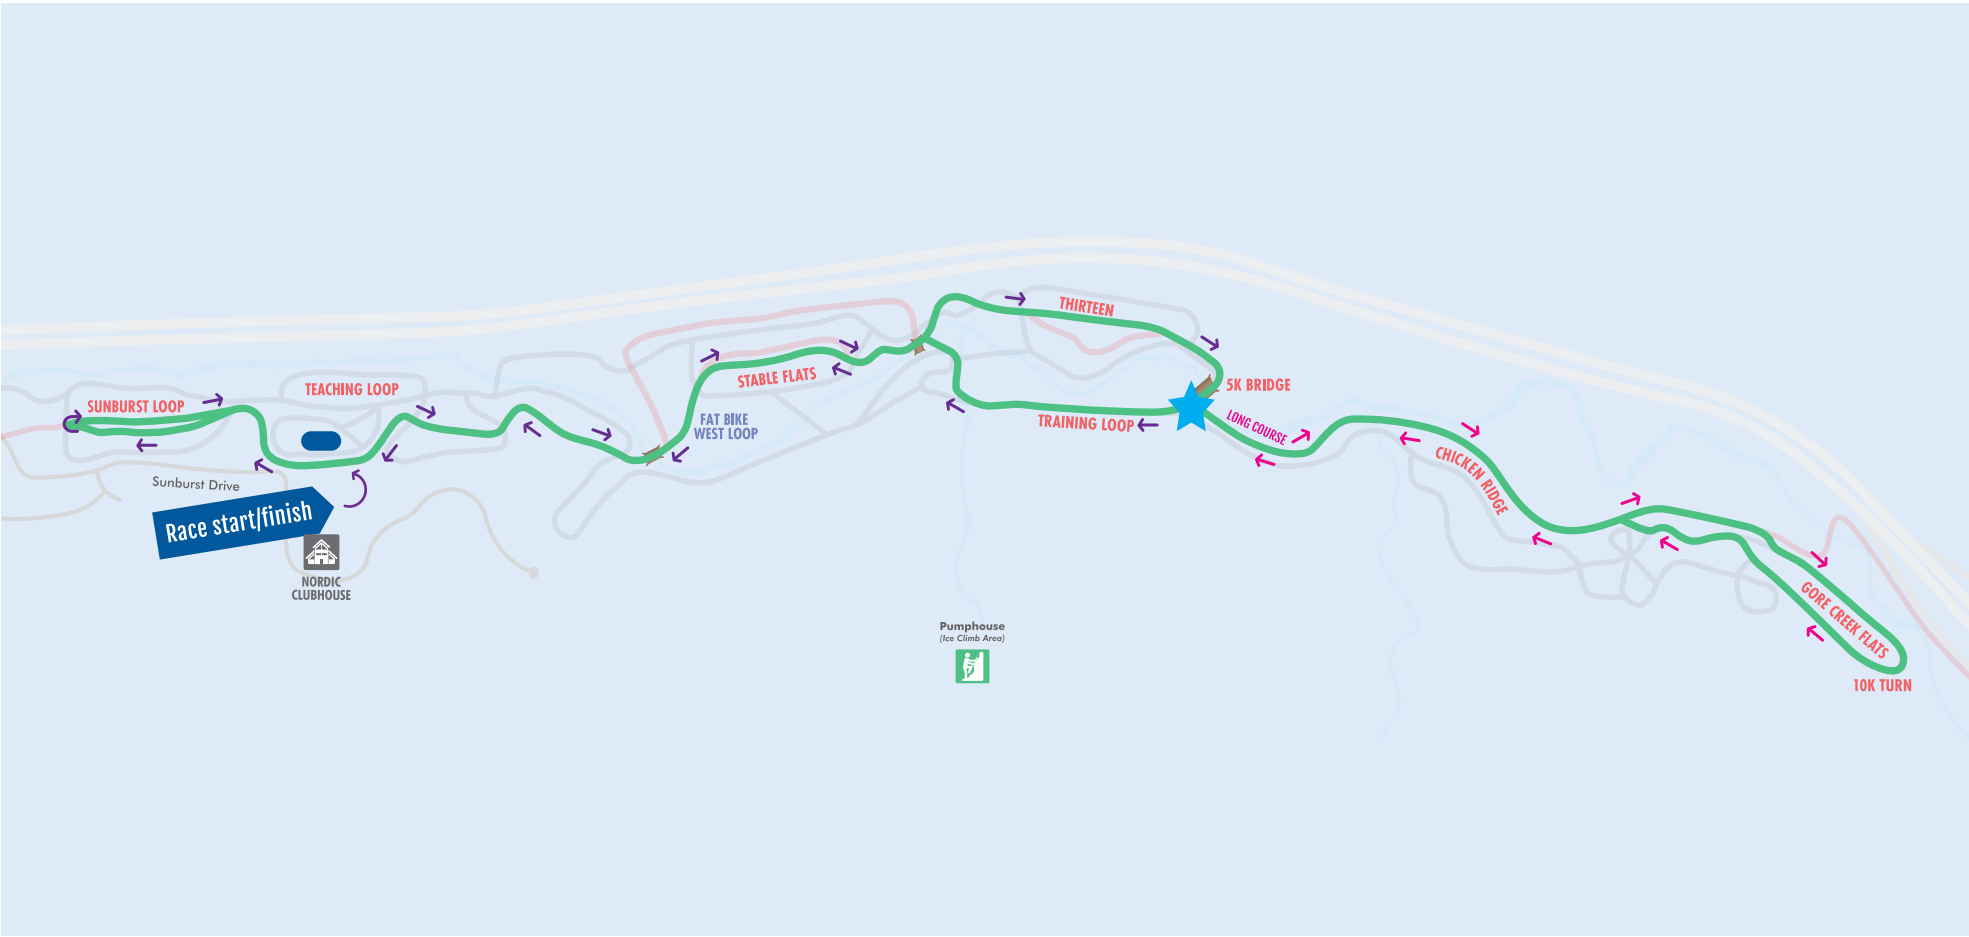 THIRTEEN
TEACHING LOOP
STABLE FLATS
5K BRIDGE
SUNBURST LOOP
FAT BIKE
WEST LOOP
TRAINING LOOP
LONG COURSE
CHICKEN RIDGE
Sunburst Drive
Race start/finish
NORDIC
CLUBHOUSE
Pumphouse
(Ice Climb Area)
GORE CREEK FLATS
10K TURN